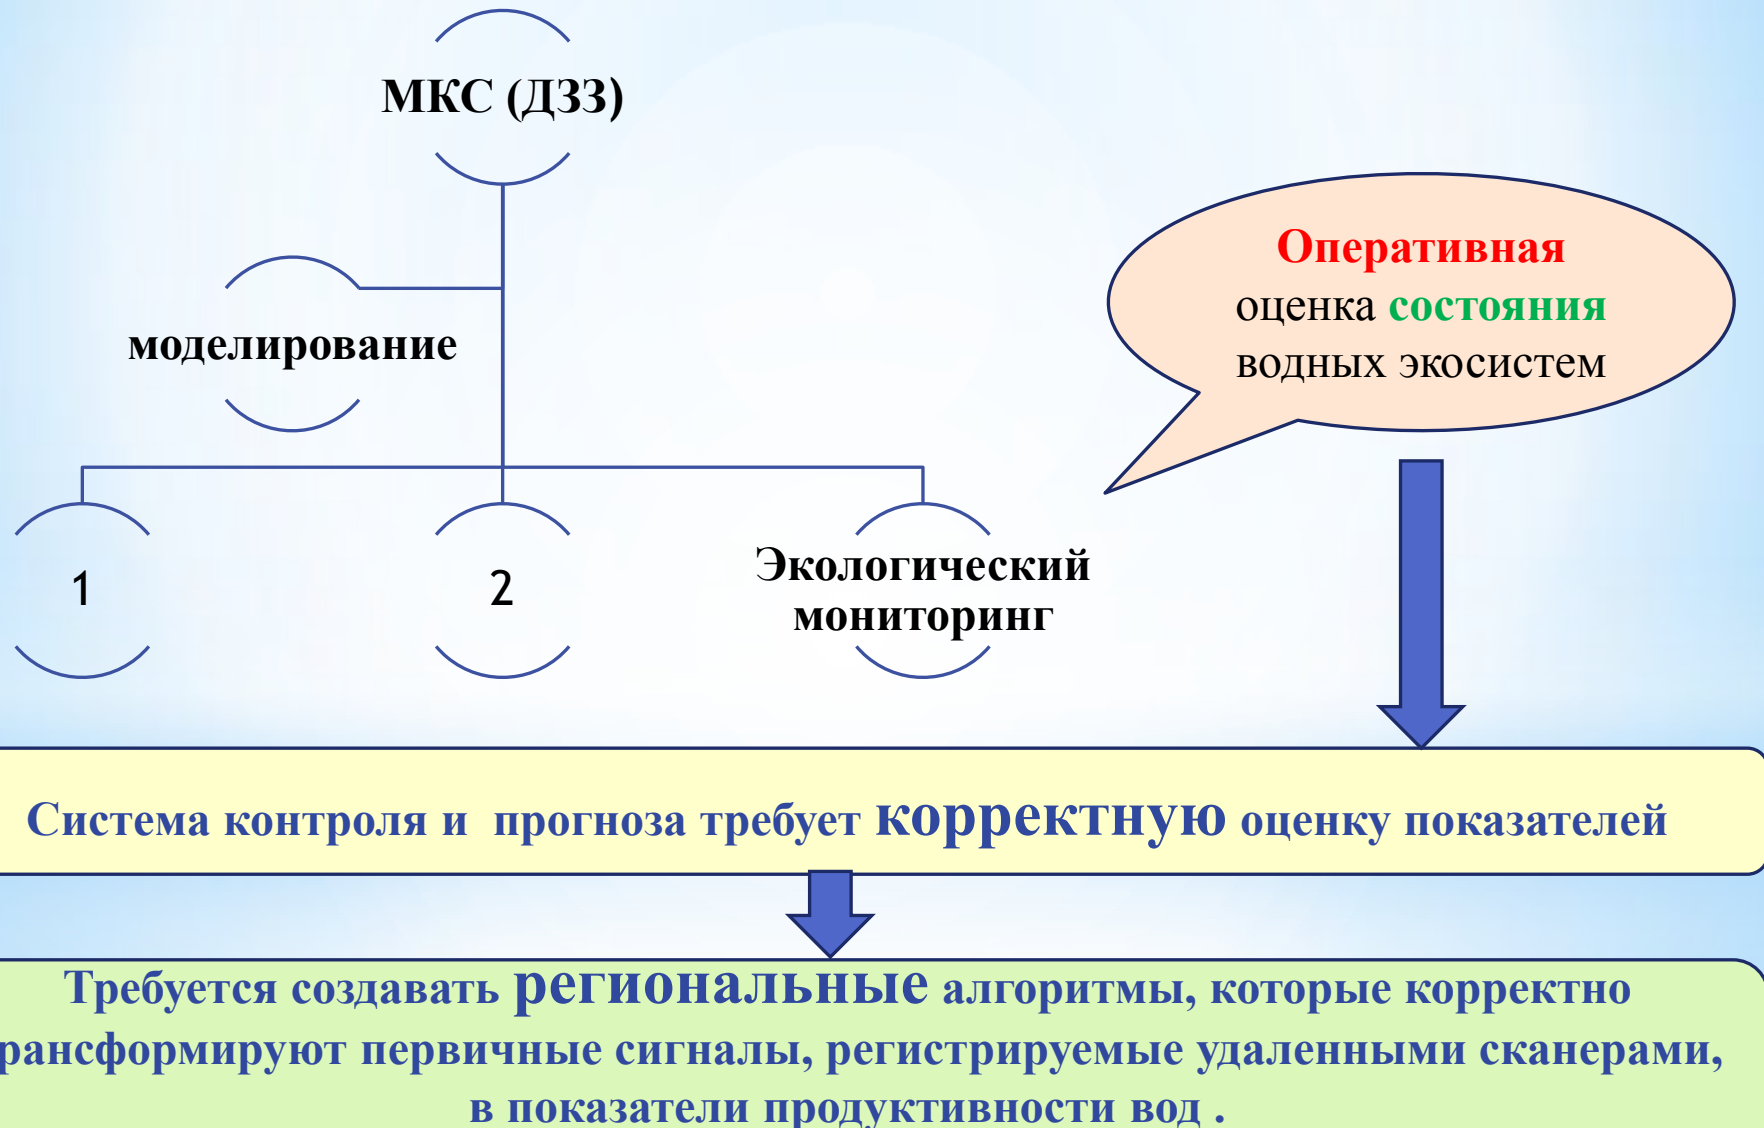 МКС (ДЗЗ)
моделирование
Оперативная
оценка состояния
водных экосистем
1
2
Экологический
мониторинг
Система контроля и прогноза требует корректную оценку показателей
Требуется создавать региональные алгоритмы, которые корректно
рансформируют первичные сигналы, регистрируемые удаленными сканерами,
в показатели продуктивности вод .